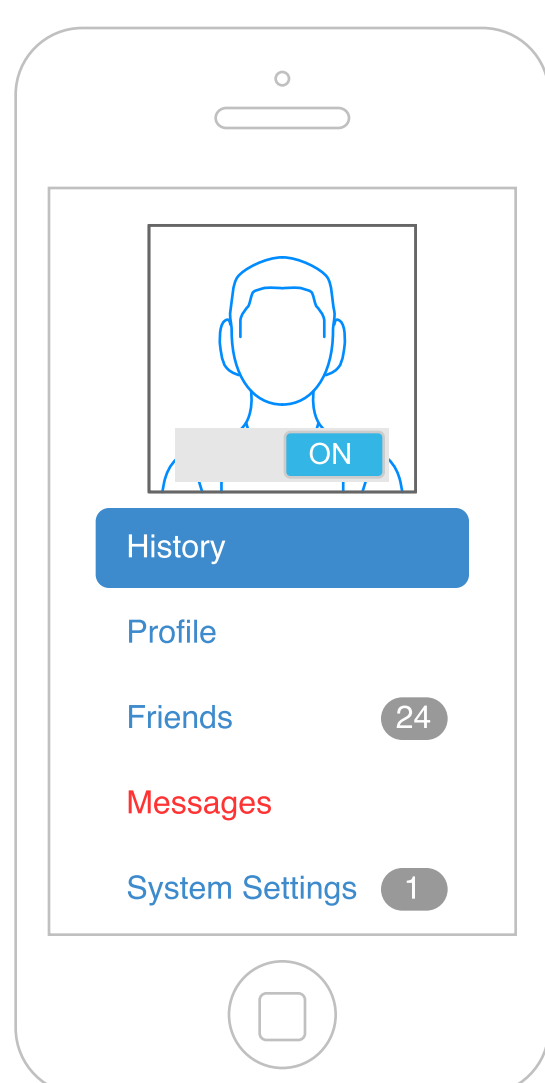 ON
History
Profile
Friends 24
Messages
System Settings 1